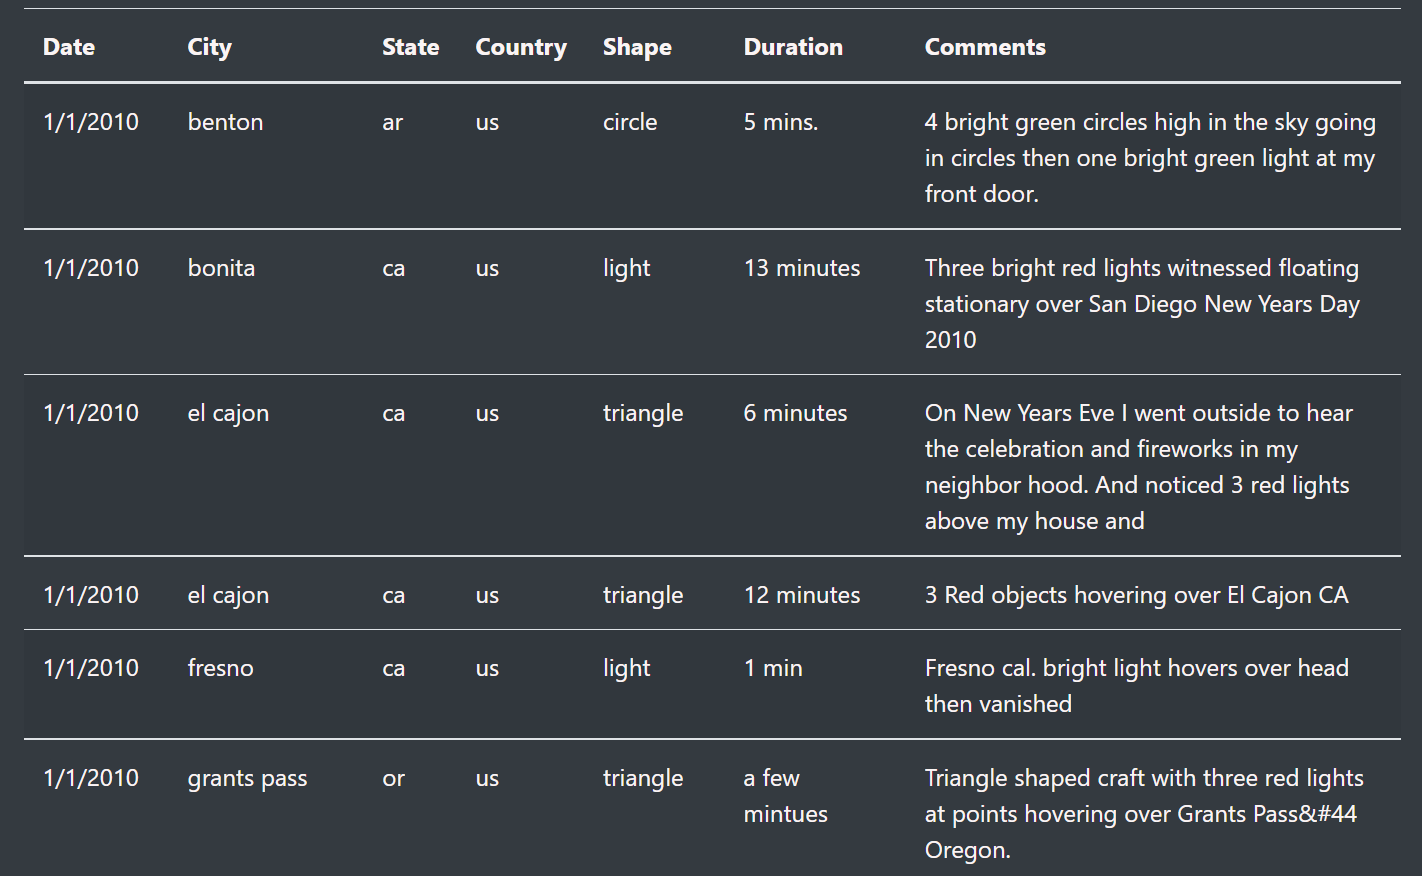 Date City State Country Shape Duration Comments
1/1/2010 benton ar us circle 5 mins. 4 bright green circles high in the sky going
in circles then one bright green light at my
front door.
1/1/2010 bonita ca us light 13 minutes Three bright red lights witnessed floating
stationary over San Diego New Years Day
2010
1/1/2010 el cajon ca us triangle 6 minutes On New Years Eve I went outside to hear
the celebration and fireworks in my
neighbor hood. And noticed 3 red lights
above my house and
1/1/2010 el cajon ca us triangle 12 minutes 3 Red objects hovering over El Cajon CA
1/1/2010 fresno ca us light 1 min Fresno cal. bright light hovers over head
then vanished
1/1/2010 grants pass or us triangle a few Triangle shaped craft with three red lights
mintues at points hovering over Grants Pass&#44
Oregon.